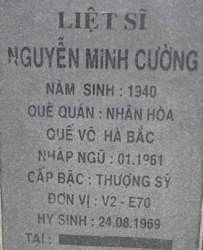 LIỆT SĨ
NGUYỄN MINH CƯỜNG
NĂM SINH : 1940
QUÊ QUÁN : NHÂN HÒA
QUẾ VÕ HÀ BẮC
NHẬP NGŨ : 01.1961
CẤP BẬC : THƯỢNG SỸ
ĐƠN VỊ : V2 - E70
HY SINH : 24.08.1969
TẠI :